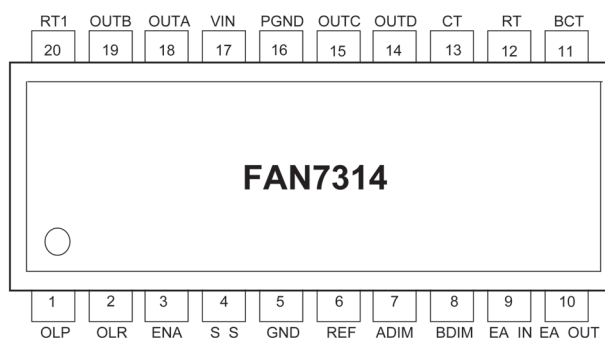 RT1 OUTB OUTA VIN PGND OUTC OUTD CT RT BCT
20 19 18 17 16 15 14 13 12 11
FAN7314
1 2 3 4 5 6 7 8 9 10
OLP OLR ENA S S GND REF ADIM BDIM EA IN EA OUT